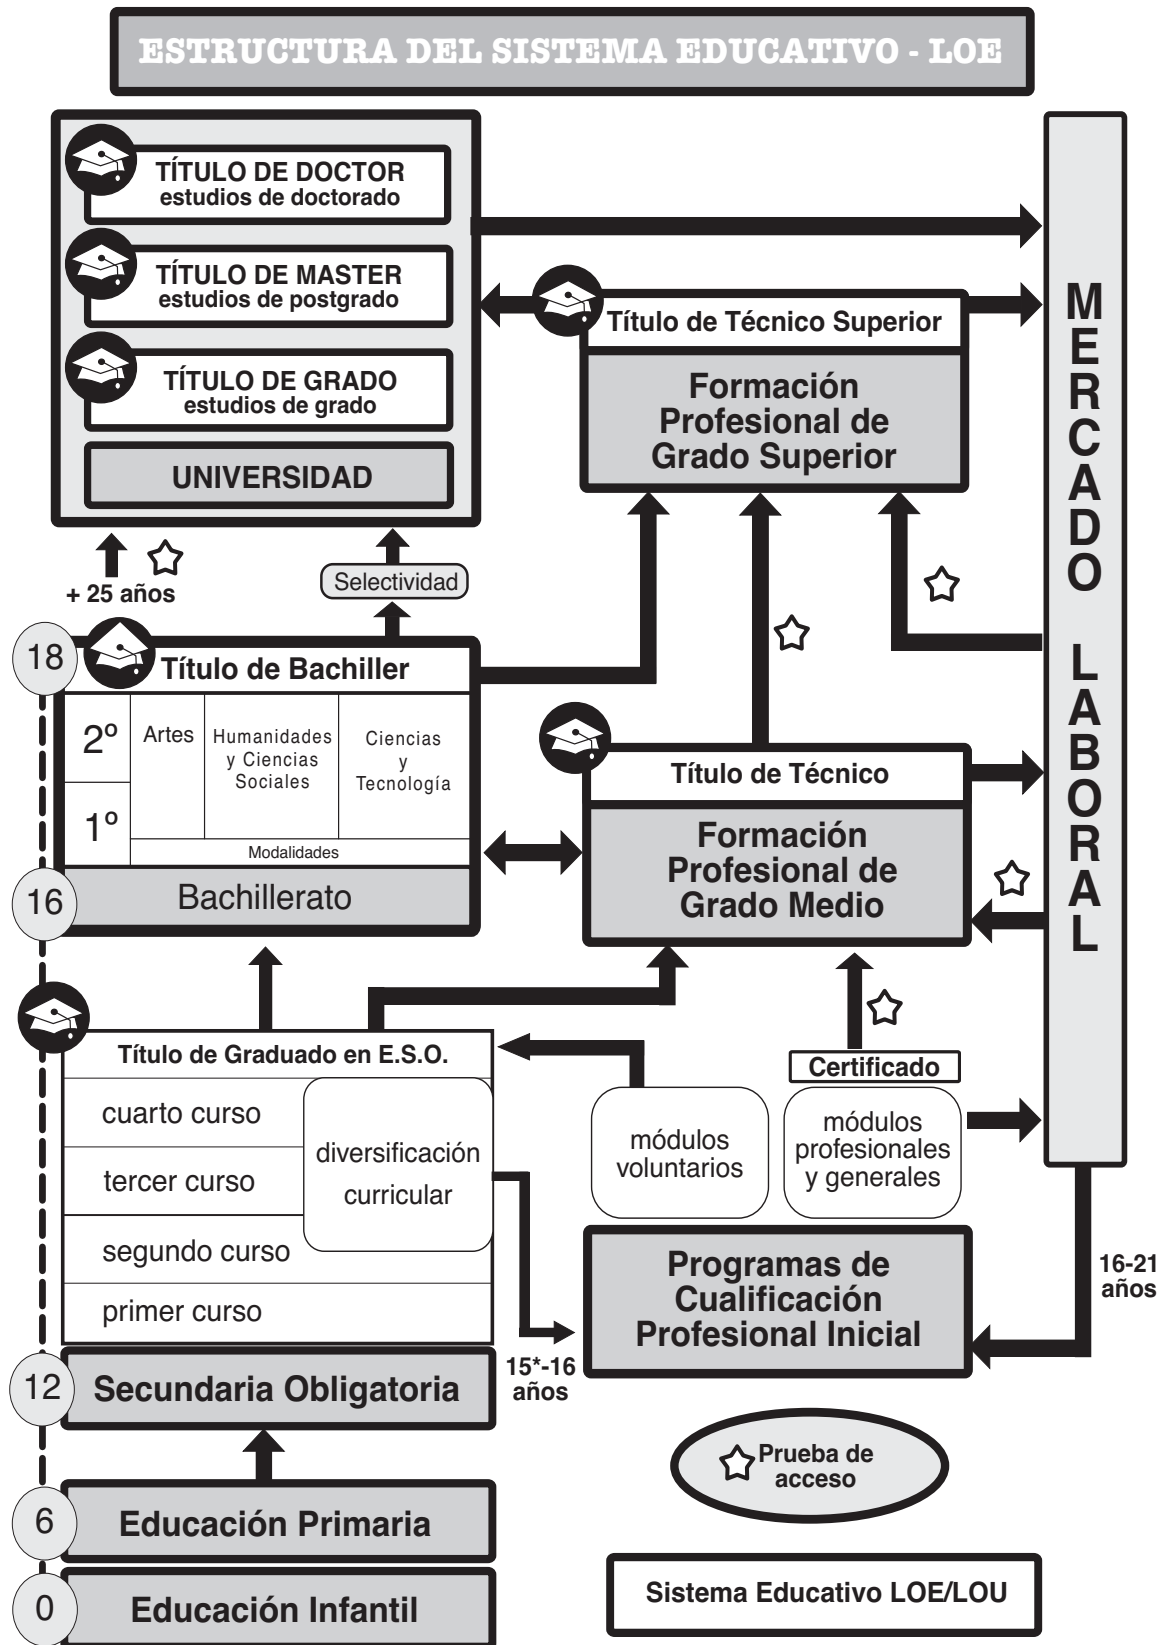 ESTRUCTURA DEL SISTEMA EDUCATIVO - LOE
TÍTULO DE DOCTOR
estudios de doctorado
TÍTULO DE MASTER
estudios de postgrado
TÍTULO DE GRADO
estudios de grado
UNIVERSIDAD
Título de Técnico Superior
Formación
Profesional de
Grado Superior
MERCADO LABORAL
+ 25 años
Selectividad
18
Título de Bachiller
2º
1º
Artes
Humanidades
y Ciencias
Sociales
Ciencias
y
Tecnología
Modalidades
16
Bachillerato
Título de Técnico
Formación
Profesional de
Grado Medio
Título de Graduado en E.S.O.
cuarto curso
tercer curso
segundo curso
primer curso
diversificación
curricular
módulos
voluntarios
Certificado
módulos
profesionales
y generales
Programas de
Cualificación
Profesional Inicial
16-21
años
15*-16
años
12
Secundaria Obligatoria
Prueba de
acceso
6
Educación Primaria
0
Educación Infantil
Sistema Educativo LOE/LOU